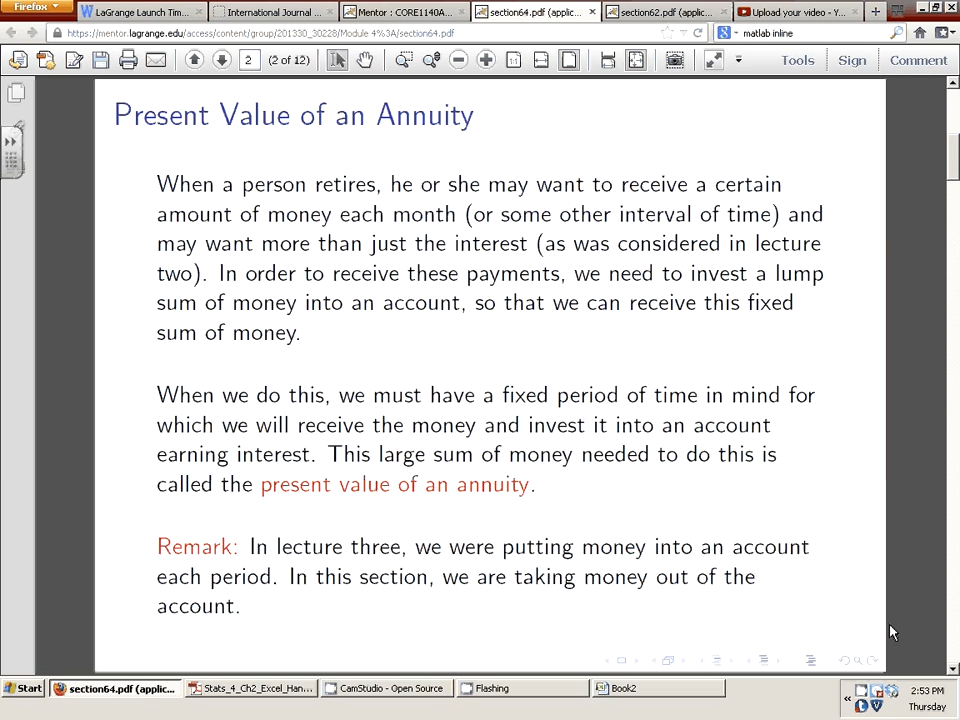 Firefox
LaGrange Launch Tim...
International Journal ...
Mentor : CORE1140A...
section64.pdf (applic...
section62.pdf (applic...
Upload your video - Y...
https://mentor.lagrange.edu/access/content/group/201330_30228/Module 4%3A/section64.pdf
matlab inline
2 (2 of 12)
Tools Sign Comment
Present Value of an Annuity
When a person retires, he or she may want to receive a certain
amount of money each month (or some other interval of time) and
may want more than just the interest (as was considered in lecture
two). In order to receive these payments, we need to invest a lump
sum of money into an account, so that we can receive this fixed
sum of money.
When we do this, we must have a fixed period of time in mind for
which we will receive the money and invest it into an account
earning interest. This large sum of money needed to do this is
called the present value of an annuity.
Remark: In lecture three, we were putting money into an account
each period. In this section, we are taking money out of the
account.
Start
section64.pdf (applic...
Stats_4_Ch2_Excel_Han...
CamStudio - Open Source
Flashing
Book2
2:53 PM
Thursday